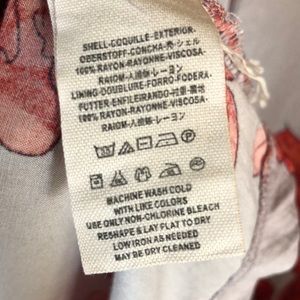 SHELL-COQUILLE-EXTERIOR-
OBERSTOFF-CONCHA-売-シェル
100% RAYON-RAYONNE-VISCOSA-
RAIOM-人造絲-レーヨン
LINING-DOUBLURE-FORRO-FODERA-
FUTTER-ENFILEIRANDO-衬-裏地
100% RAYON-RAYONNE-VISCOSA-
RAIOM-人造絲-レーヨン
MACHINE WASH COLD
WITH LIKE COLORS
USE ONLY NON-CHLORINE BLEACH
RESHAPE & LAY FLAT TO DRY
LOW IRON AS NEEDED
MAY BE DRY CLEANED